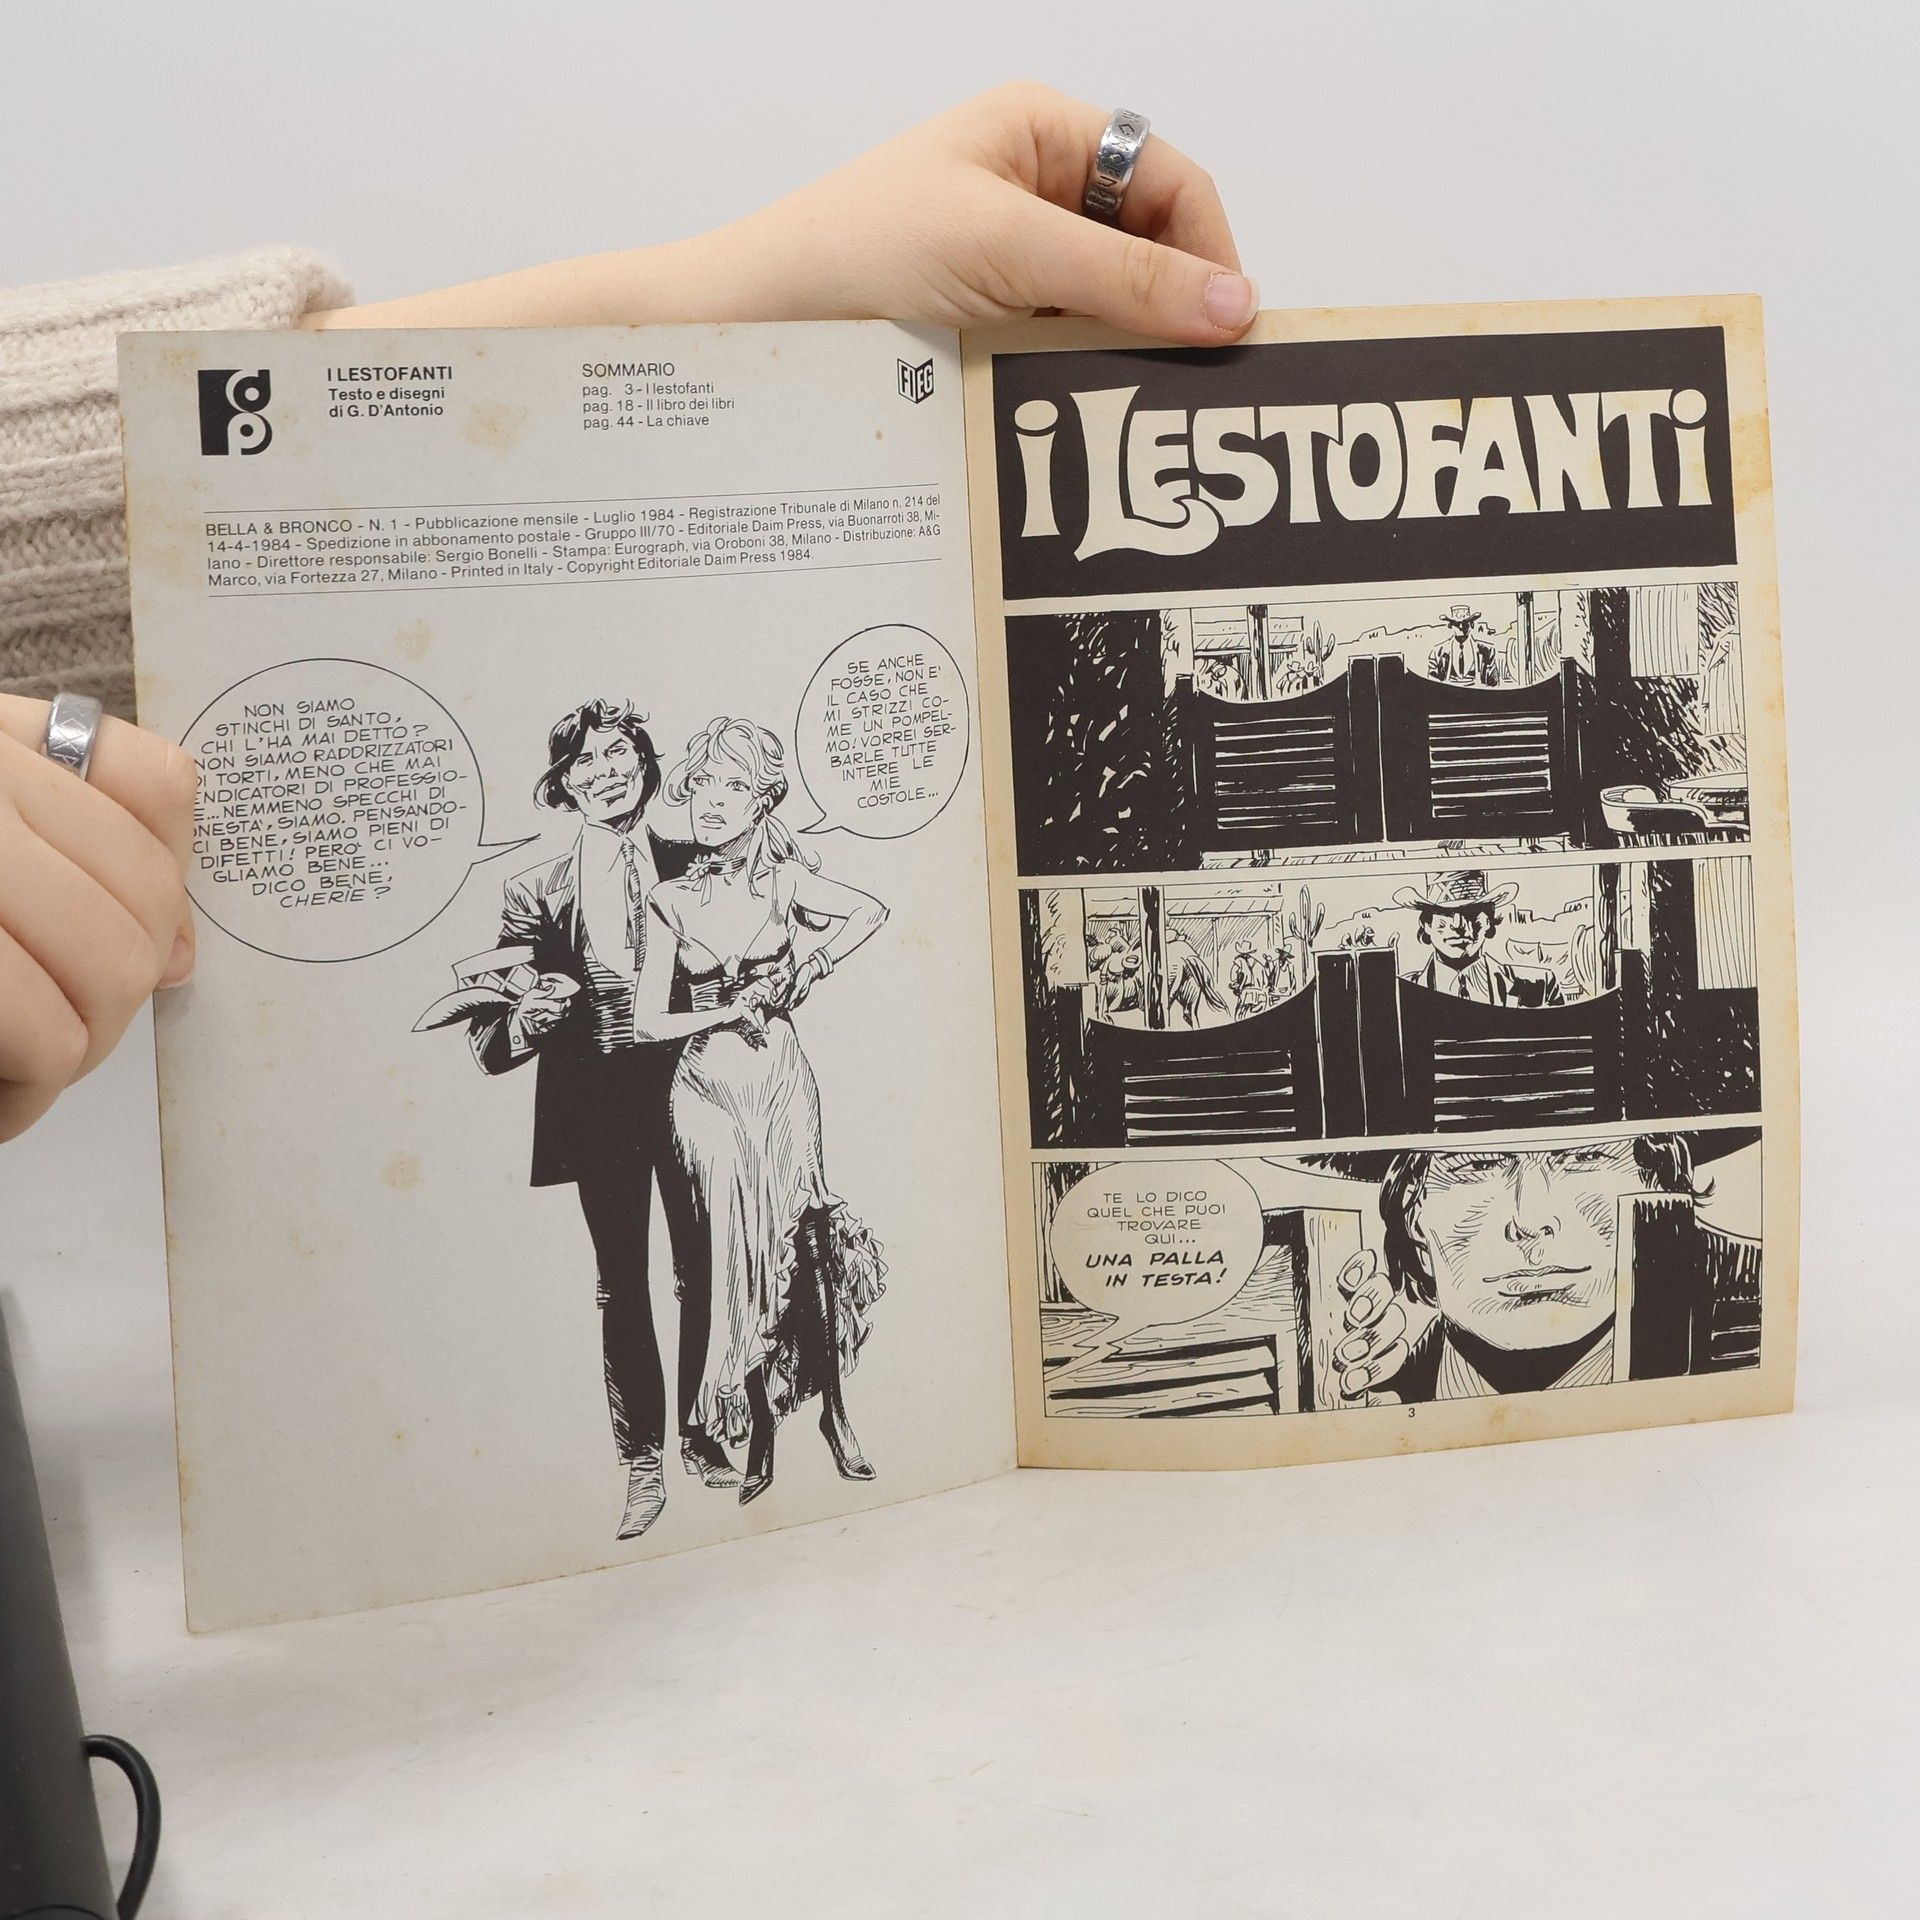 I LESTOFANTI
Testo e disegni
di G. D'Antonio
SOMMARIO
pag. 3 - I lestofanti
pag. 18 - Il libro dei libri
pag. 44 - La chiave
FIEG
BELLA & BRONCO - N. 1 - Pubblicazione mensile - Luglio 1984 - Registrazione Tribunale di Milano n. 214 del
14-4-1984 - Spedizione in abbonamento postale - Gruppo III/70 - Editoriale Daim Press, via Buonarroti 38, Mi-
lano - Direttore responsabile: Sergio Bonelli - Stampa: Eurograph, via Oroboni 38, Milano - Distribuzione: A&G
Marco, via Fortezza 27, Milano - Printed in Italy - Copyright Editoriale Daim Press 1984.
NON SIAMO
STINCHI DI SANTO,
CHI L'HA MAI DETTO?
NON SIAMO RADDRIZZATORI
DI TORTI, MENO CHE MAI
ENDICATORI DI PROFESSIO-
E... NEMMENO SPECCHI DI
ONESTA', SIAMO. PENSANDO-
CI BENE, SIAMO PIENI DI
DIFETTI! PERO' CI VO-
GLIAMO BENE...
DICO BENE,
CHERIE?
SE ANCHE
FOSSE, NON E'
IL CASO CHE
MI STRIZZI CO-
ME UN POMPEL-
MO! VORREI SER-
BARLE TUTTE
INTERE LE
MIE
COSTOLE...
i LESTOFANTi
TE LO DICO
QUEL CHE PUOI
TROVARE
QUI...
UNA PALLA
IN TESTA!
3